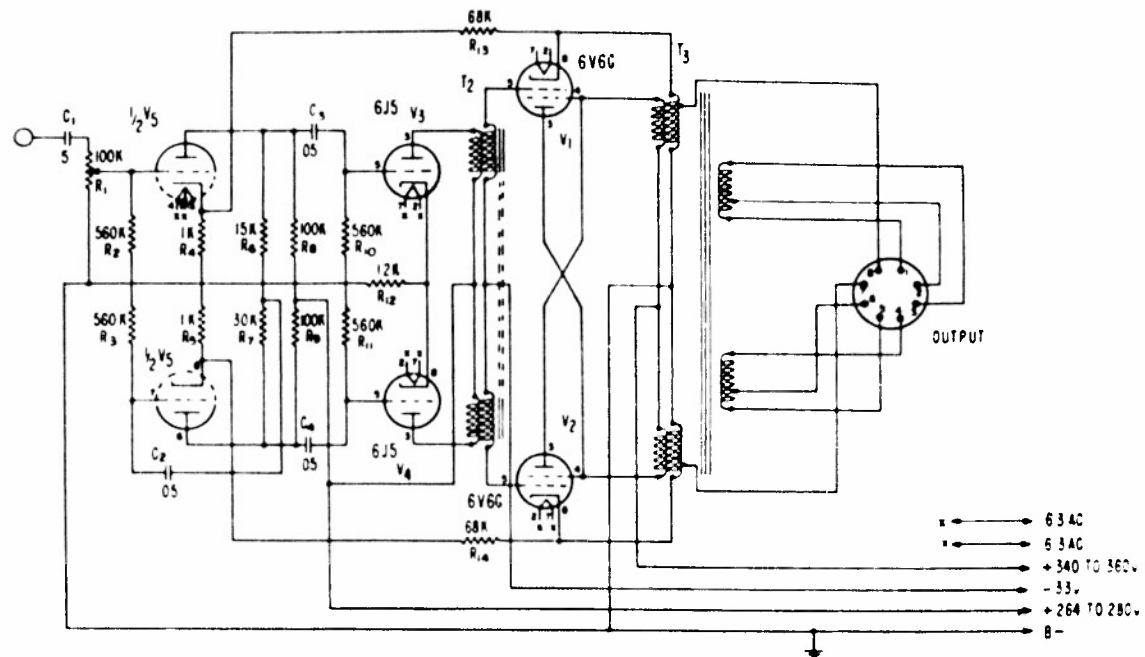 68K
R13
6V6G
T3
T2
C1
5
1/2 V5
C3
05
6J5
V3
V1
100K
R1
560K
R2
1K
R4
15K
R6
100K
R8
560K
R10
12K
R12
560K
R3
1K
R5
30K
R7
100K
R9
560K
R11
OUTPUT
1/2 V5
C2
05
C4
05
6J5
V4
V2
6V6G
68K
R14
x 6.3 AC
x 6.3 AC
+340 TO 360v
-33v
+264 TO 280v
B-